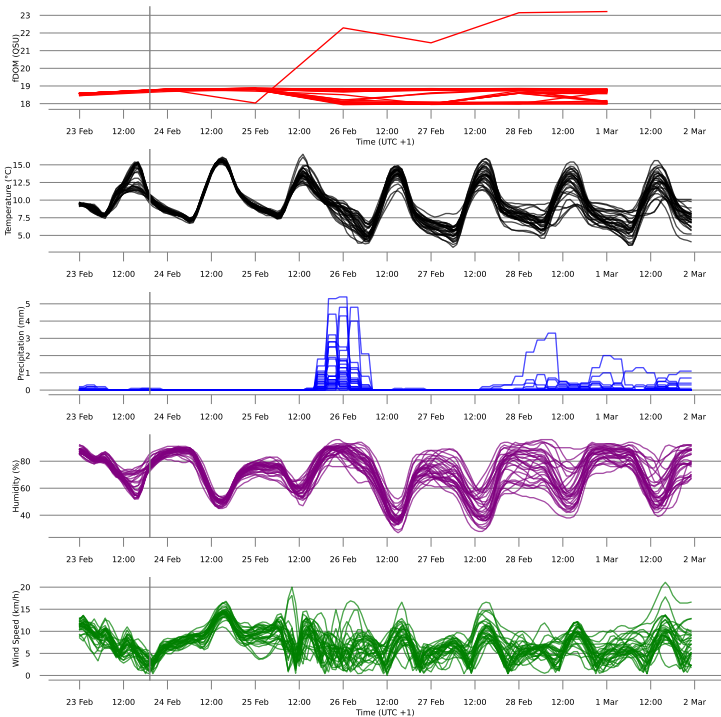 23
22
21
19
18
fDOM (QSU)
23 Feb 12:00 24 Feb 12:00 25 Feb 12:00 26 Feb 12:00 27 Feb 12:00 28 Feb 12:00 1 Mar 12:00 2 Mar
Time (UTC +1)
15.0
12.5
10.0
7.5
5.0
Temperature (°C)
23 Feb 12:00 24 Feb 12:00 25 Feb 12:00 26 Feb 12:00 27 Feb 12:00 28 Feb 12:00 1 Mar 12:00 2 Mar
5
4
3
2
1
0
Precipitation (mm)
23 Feb 12:00 24 Feb 12:00 25 Feb 12:00 26 Feb 12:00 27 Feb 12:00 28 Feb 12:00 1 Mar 12:00 2 Mar
80
60
40
Humidity (%)
23 Feb 12:00 24 Feb 12:00 25 Feb 12:00 26 Feb 12:00 27 Feb 12:00 28 Feb 12:00 1 Mar 12:00 2 Mar
20
15
10
5
0
Wind Speed (km/h)
23 Feb 12:00 24 Feb 12:00 25 Feb 12:00 26 Feb 12:00 27 Feb 12:00 28 Feb 12:00 1 Mar 12:00 2 Mar
Time (UTC +1)